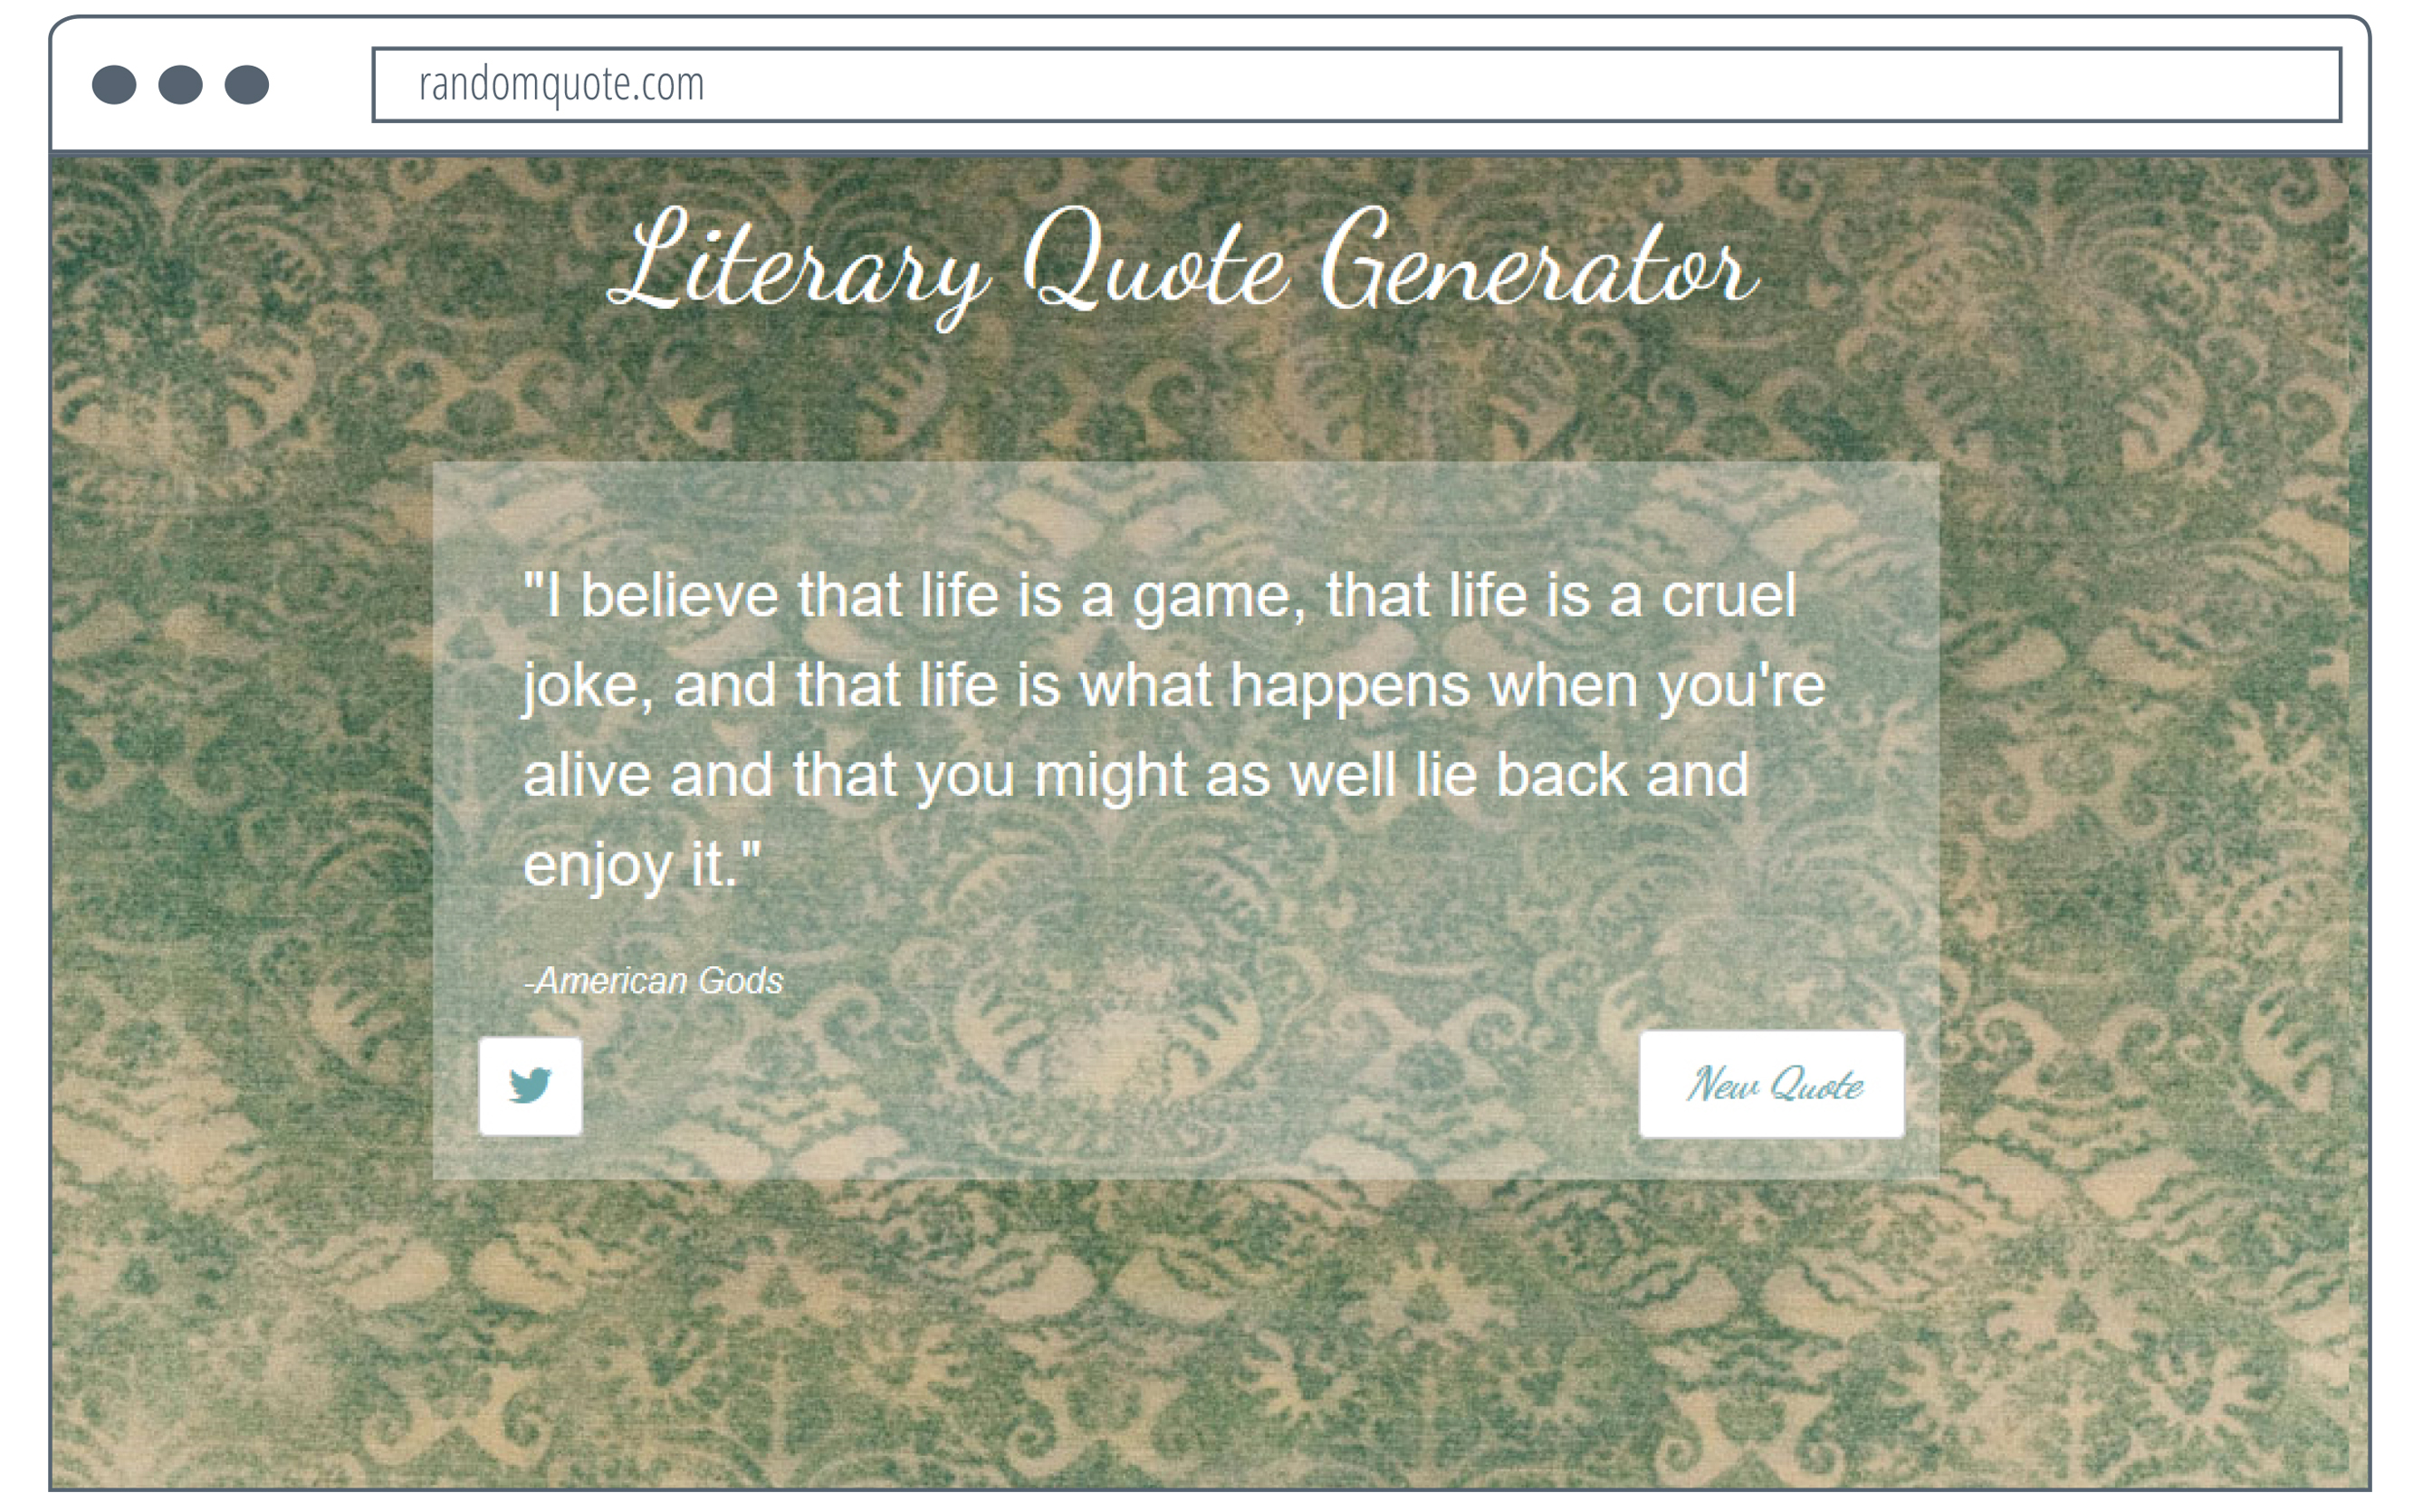 randomquote.com
Literary Quote Generator
"I believe that life is a game, that life is a cruel
joke, and that life is what happens when you're
alive and that you might as well lie back and
enjoy it."
-American Gods
New Quote